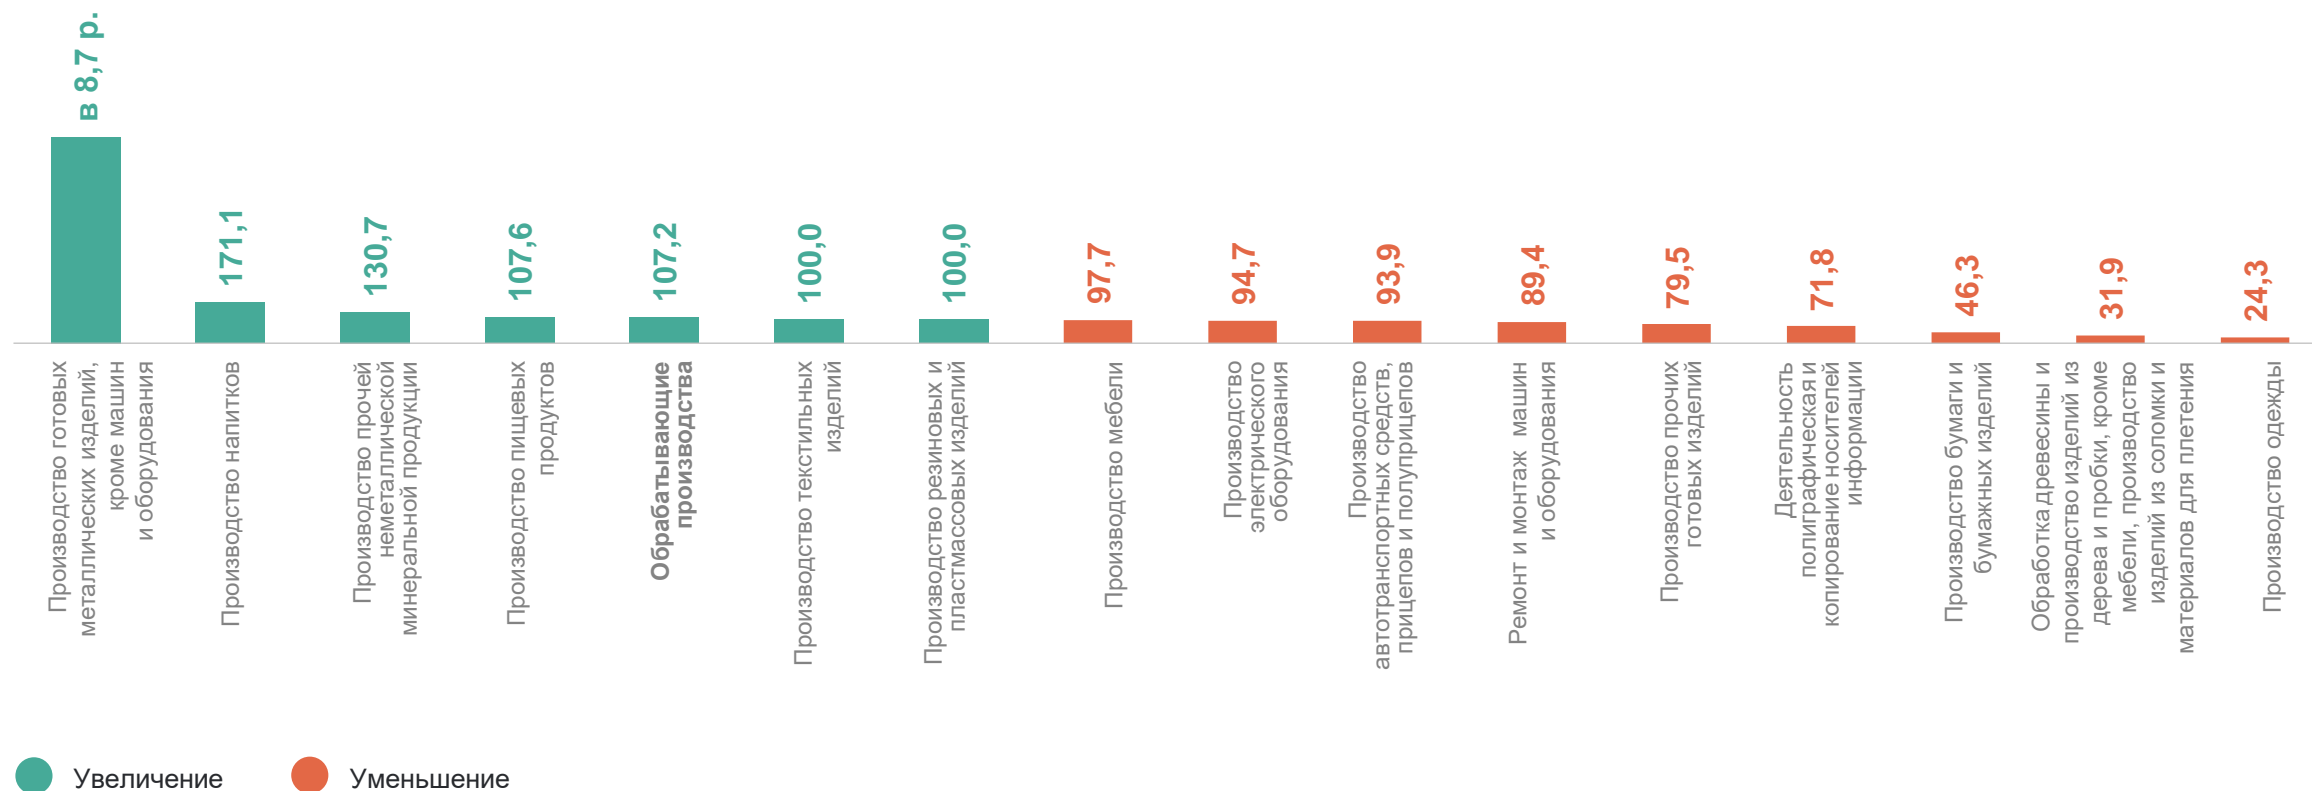 в 8,7 р.
171,1
130,7
107,6
107,2
100,0
100,0
97,7
94,7
93,9
89,4
79,5
71,8
46,3
31,9
24,3
Производство готовых
металлических изделий,
кроме машин
и оборудования
Производство напитков
Производство прочей
неметаллической
минеральной продукции
Производство пищевых
продуктов
Обрабатывающие
производства
Производство текстильных
изделий
Производство резиновых и
пластмассовых изделий
Производство мебели
Производство
электрического
оборудования
Производство
автотранспортных средств,
прицепов и полуприцепов
Ремонт и монтаж машин
и оборудования
Производство прочих
готовых изделий
Деятельность
полиграфическая и
копирование носителей
информации
Производство бумаги и
бумажных изделий
Обработка древесины и
производство изделий из
дерева и пробки, кроме
мебели, производство
изделий из соломки и
материалов для плетения
Производство одежды
Увеличение
Уменьшение